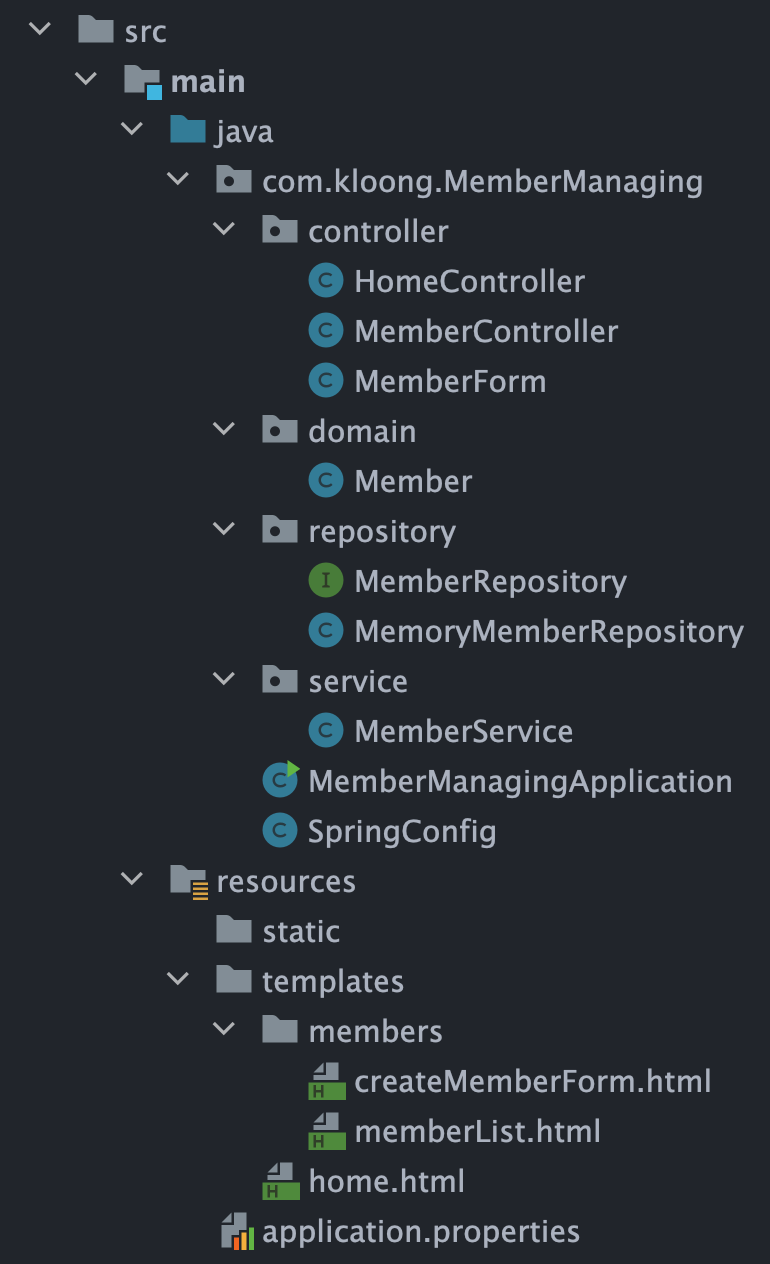 src
main
java
com.kloong.MemberManaging
controller
C HomeController
C MemberController
C MemberForm
domain
C Member
repository
I MemberRepository
C MemoryMemberRepository
service
C MemberService
C MemberManagingApplication
C SpringConfig
resources
static
templates
members
H createMemberForm.html
H memberList.html
H home.html
application.properties